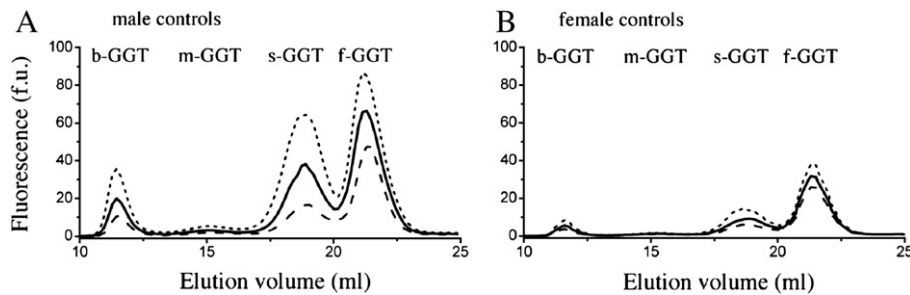 A male controls
b-GGT m-GGT s-GGT f-GGT
Fluorescence (f.u.)
100
80
60
40
20
0
10 15 20 25
Elution volume (ml)
B female controls
b-GGT m-GGT s-GGT f-GGT
100
80
60
40
20
0
10 15 20 25
Elution volume (ml)